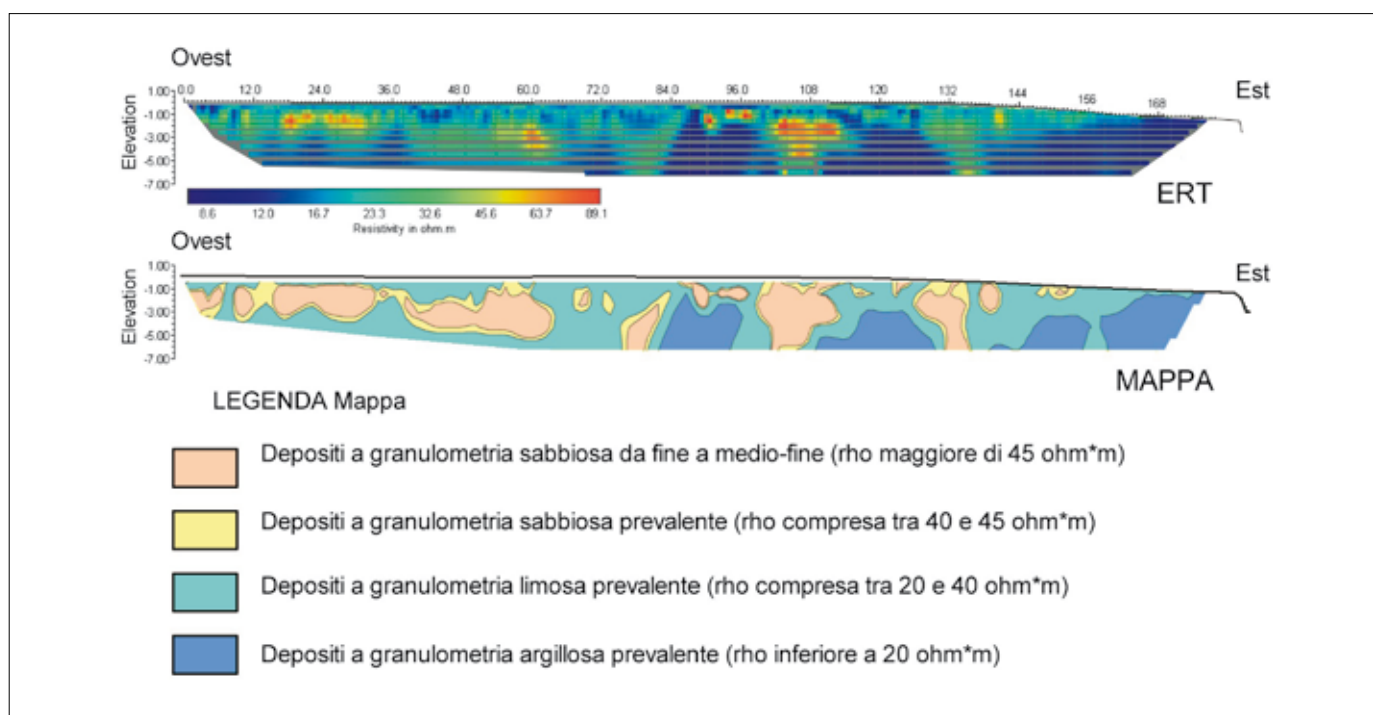 Ovest
0.0 12.0 24.0 36.0 48.0 60.0 72.0 84.0 96.0 108 120 132 144 156 168
Est
Elevation
1.00
-1.00
-3.00
-5.00
-7.00
ERT
8.6 12.0 16.7 23.3 32.6 45.6 63.7 89.1
Resistivity in ohm.m
Ovest
Est
Elevation
1.00
-1.00
-3.00
-5.00
-7.00
MAPPA
LEGENDA Mappa
Depositi a granulometria sabbiosa da fine a medio-fine (rho maggiore di 45 ohm*m)
Depositi a granulometria sabbiosa prevalente (rho compresa tra 40 e 45 ohm*m)
Depositi a granulometria limosa prevalente (rho compresa tra 20 e 40 ohm*m)
Depositi a granulometria argillosa prevalente (rho inferiore a 20 ohm*m)